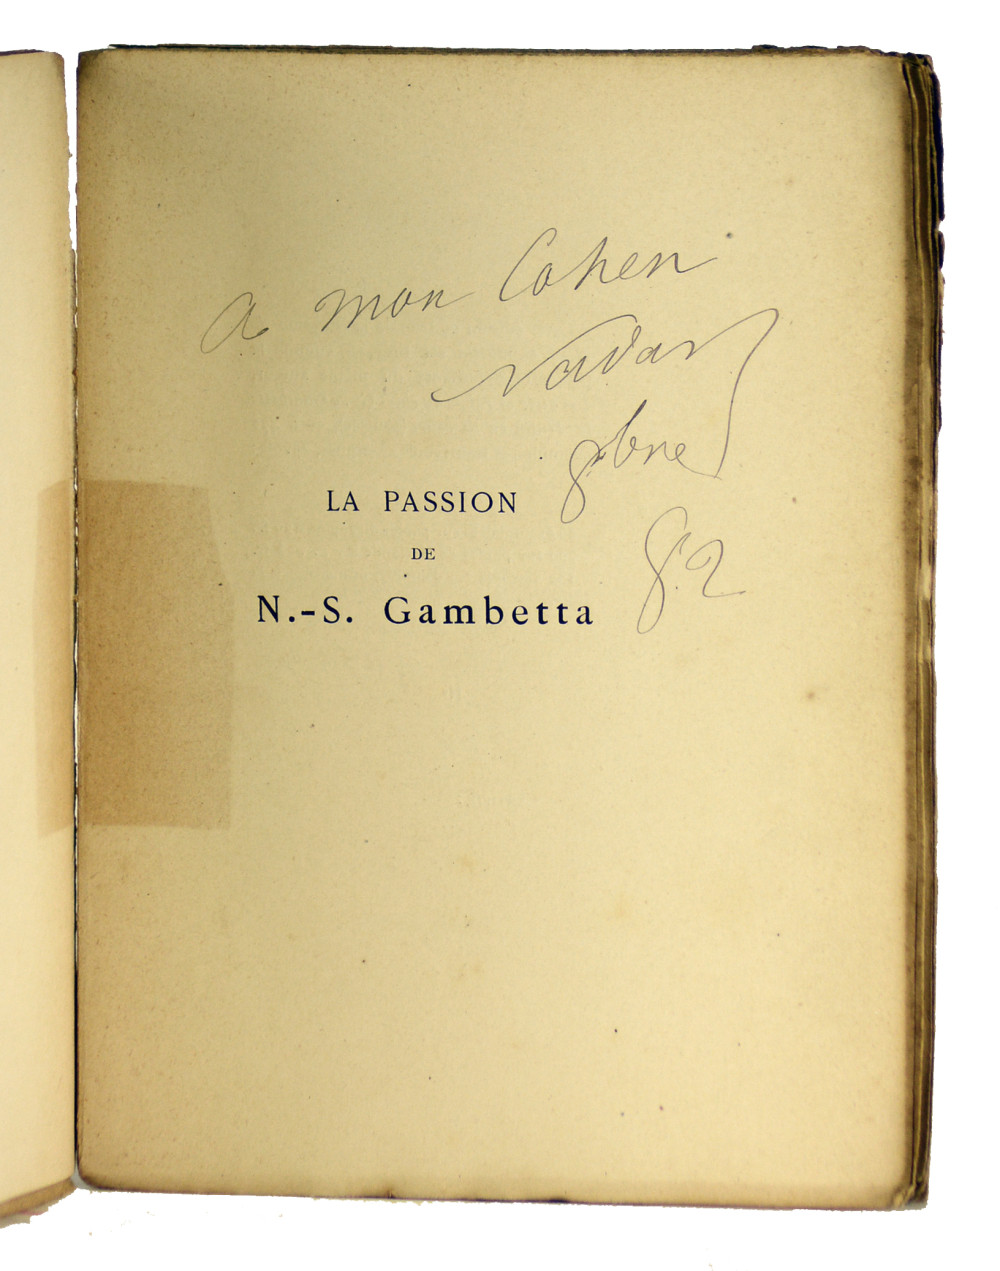 A mon Cohen
Nadar
8bre
82
LA PASSION
DE
N.-S. Gambetta